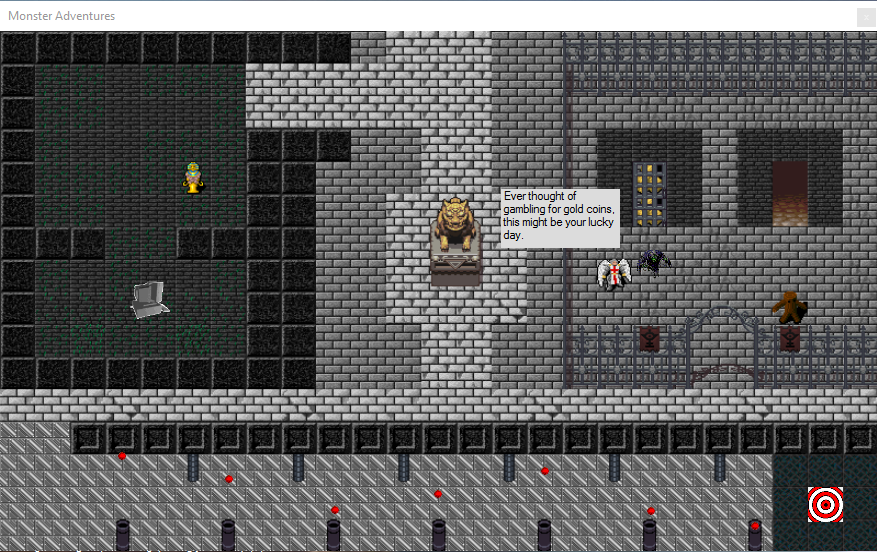 Monster Adventures
Ever thought of
gambling for gold coins,
this might be your lucky
day.